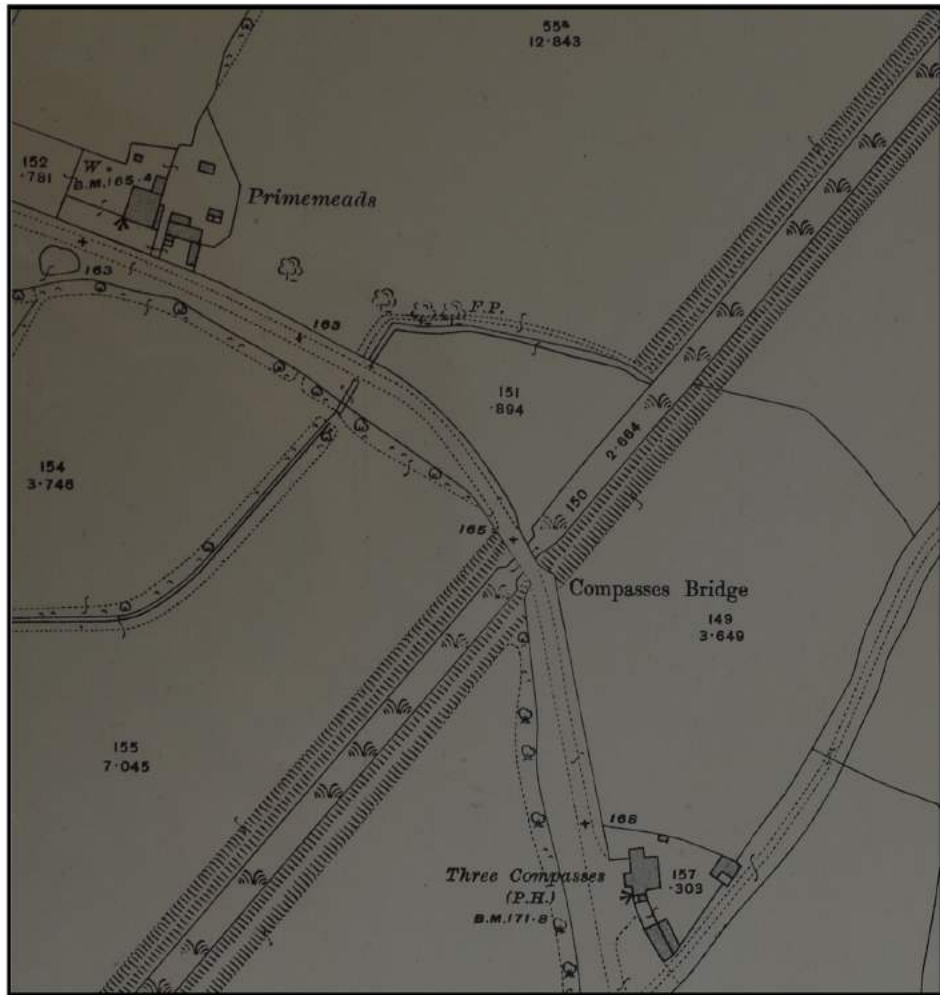 55ª
12·843
152
·781
W
B.M.165·4
Primemeads
163
163
F.P.
151
·894
2·664
150
154
3·746
165
Compasses Bridge
149
3·649
155
7·045
168
Three Compasses
(P.H.)
B.M.171·8
157
·303